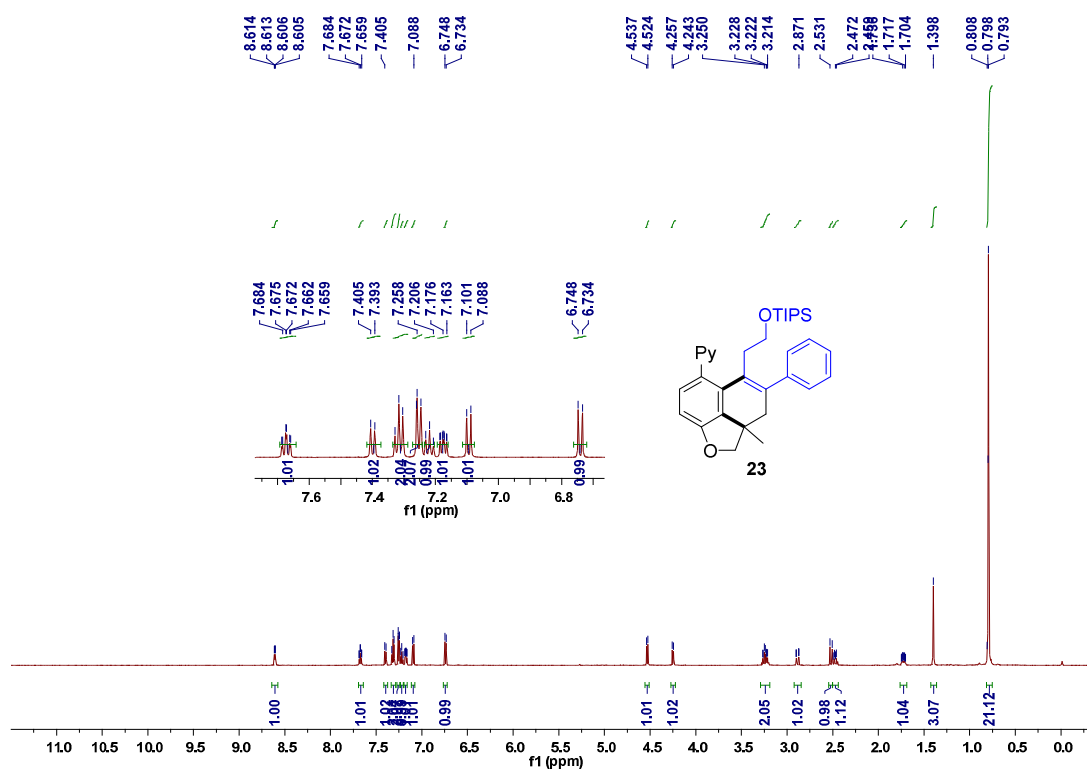 8.614 8.613 8.606 8.605 7.684 7.672 7.659 7.405 7.088 6.748 6.734 4.537 4.524 4.257 4.243 3.250 3.228 3.222 3.214 2.871 2.531 2.472 1.717 1.704 1.398 0.808 0.798 0.793
7.684 7.675 7.672 7.662 7.659 7.405 7.393 7.258 7.206 7.176 7.163 7.101 7.088 6.748 6.734
OTIPS
Py
O
23
1.01 1.02 2.04 2.07 0.99 1.01 1.01 0.99
7.6 7.4 7.2 7.0 6.8
f1 (ppm)
1.00 1.01 1.02 1.01 0.99 1.01 1.02 2.05 1.02 0.98 1.12 1.04 3.07 21.12
11.0 10.5 10.0 9.5 9.0 8.5 8.0 7.5 7.0 6.5 6.0 5.5 5.0 4.5 4.0 3.5 3.0 2.5 2.0 1.5 1.0 0.5 0.0
f1 (ppm)